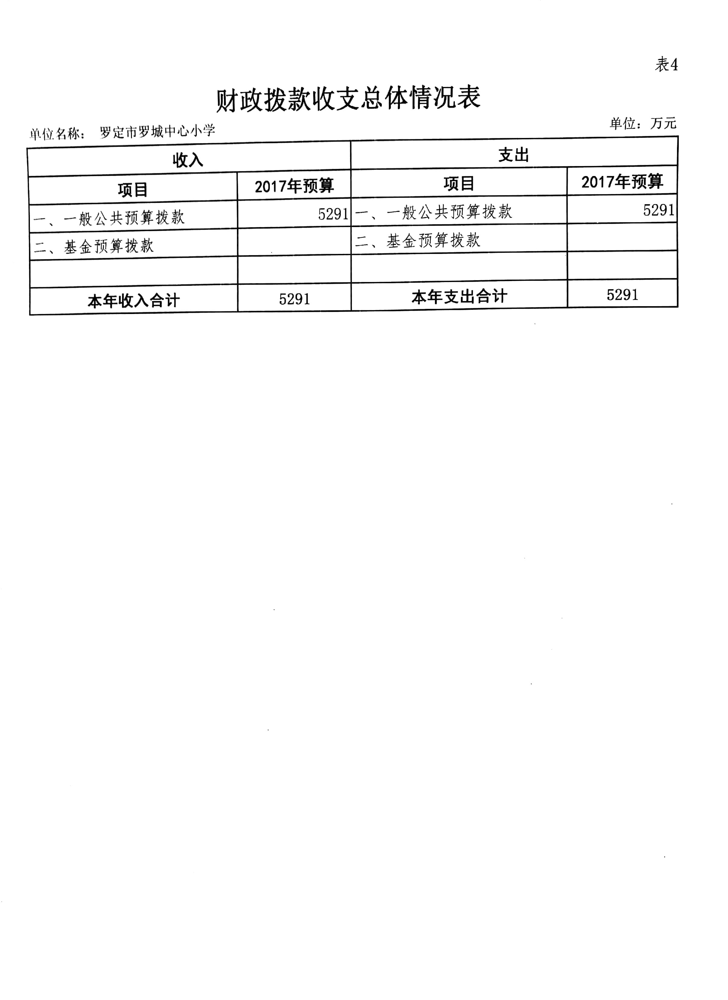 表4
财政拨款收支总体情况表
单位名称： 罗定市罗城中心小学 单位：万元
收入 支出
项目 2017年预算 项目 2017年预算
一、一般公共预算拨款 5291 一、一般公共预算拨款 5291
二、基金预算拨款 二、基金预算拨款
本年收入合计 5291 本年支出合计 5291